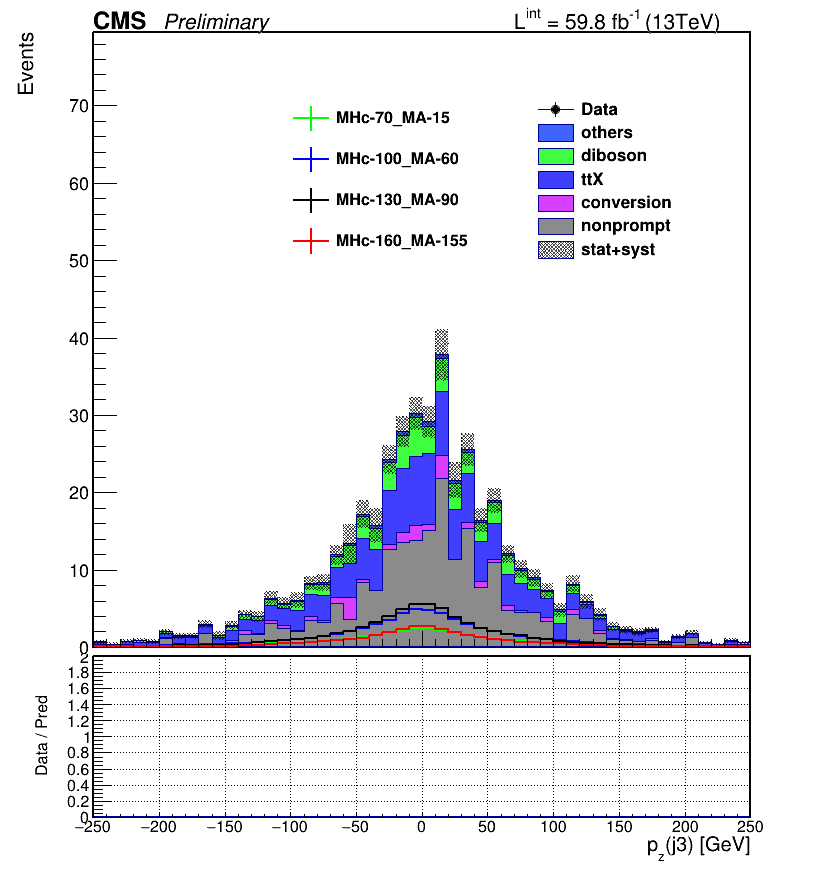 CMS Preliminary L^int = 59.8 fb^-1 (13TeV)
Events
70
60
50
40
30
20
10
0
MHc-70_MA-15
MHc-100_MA-60
MHc-130_MA-90
MHc-160_MA-155
Data
others
diboson
ttX
conversion
nonprompt
stat+syst
Data / Pred
2
1.8
1.6
1.4
1.2
1
0.8
0.6
0.4
0.2
0
−250 −200 −150 −100 −50 0 50 100 150 200 250
p_z(j3) [GeV]